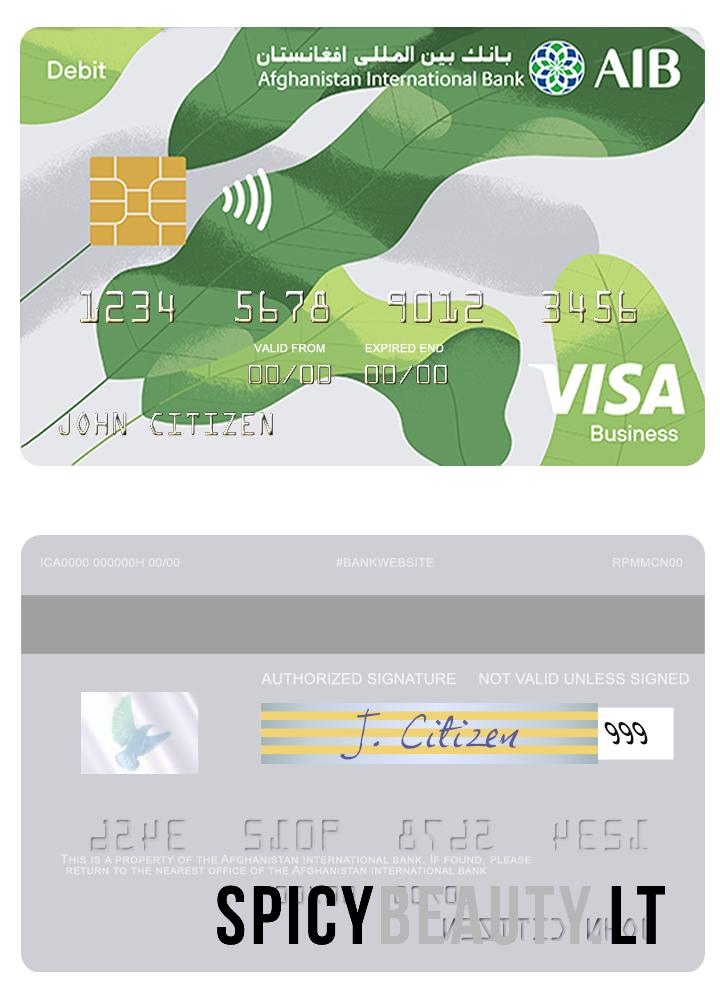 Debit
بانك بين المللی افغانستان
Afghanistan International Bank
AIB
1234 5678 9012 3456
VALID FROM EXPIRED END
00/00 00/00
VISA
JOHN CITIZEN
Business
ICA0000 000000H 00/00 #BANKWEBSITE RPMMCN00
AUTHORIZED SIGNATURE NOT VALID UNLESS SIGNED
J. Citizen 999
THIS IS A PROPERTY OF THE AFGHANISTAN INTERNATIONAL BANK. IF FOUND, PLEASE
RETURN TO THE NEAREST OFFICE OF THE AFGHANISTAN INTERNATIONAL BANK
SPICYBEAUTY.LT